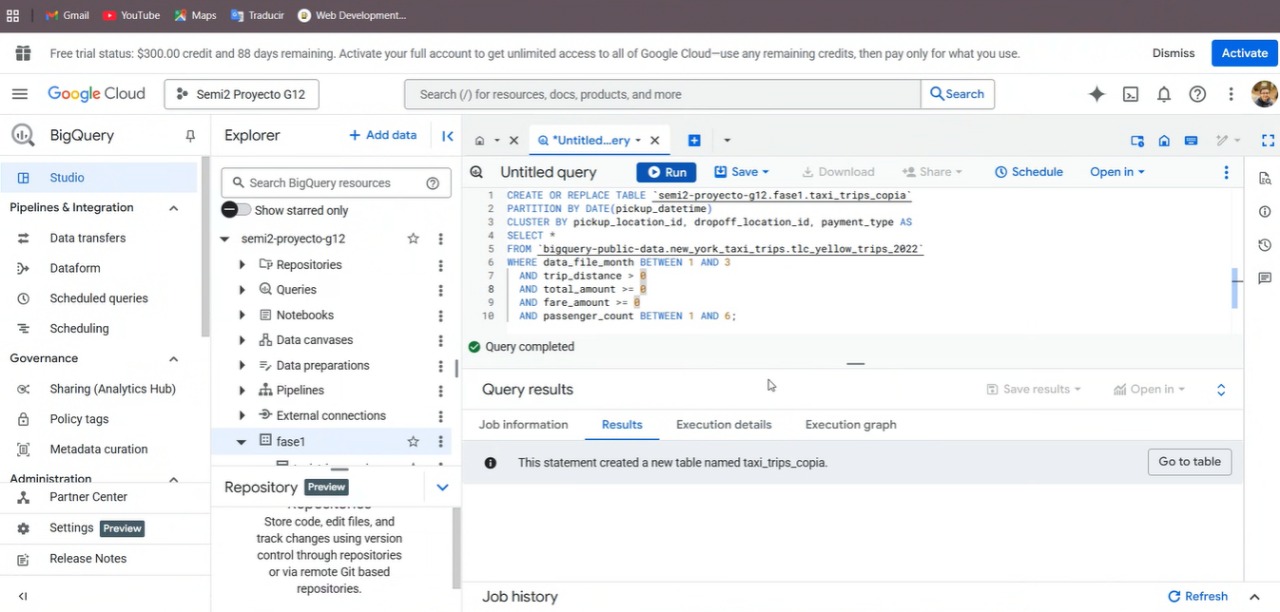 Gmail YouTube Maps Traducir Web Development...
Free trial status: $300.00 credit and 88 days remaining. Activate your full account to get unlimited access to all of Google Cloud—use any remaining credits, then pay only for what you use. Dismiss Activate
Google Cloud Semi2 Proyecto G12 Search (/) for resources, docs, products, and more Search
BigQuery
Studio
Pipelines & Integration
Data transfers
Dataform
Scheduled queries
Scheduling
Governance
Sharing (Analytics Hub)
Policy tags
Metadata curation
Administration
Partner Center
Settings Preview
Release Notes
Explorer + Add data
Search BigQuery resources
Show starred only
semi2-proyecto-g12
Repositories
Queries
Notebooks
Data canvases
Data preparations
Pipelines
External connections
fase1
Repository Preview
Repositories
Store code, edit files, and
track changes using version
control through repositories
or via remote Git based
repositories.
*Untitled...ery
Untitled query Run Save Download Share Schedule Open in
1 CREATE OR REPLACE TABLE `semi2-proyecto-g12.fase1.taxi_trips_copia`
2 PARTITION BY DATE(pickup_datetime)
3 CLUSTER BY pickup_location_id, dropoff_location_id, payment_type AS
4 SELECT *
5 FROM `bigquery-public-data.new_york_taxi_trips.tlc_yellow_trips_2022`
6 WHERE data_file_month BETWEEN 1 AND 3
7 AND trip_distance > 0
8 AND total_amount >= 0
9 AND fare_amount >= 0
10 AND passenger_count BETWEEN 1 AND 6;
Query completed
Query results Save results Open in
Job information Results Execution details Execution graph
This statement created a new table named taxi_trips_copia. Go to table
Job history Refresh